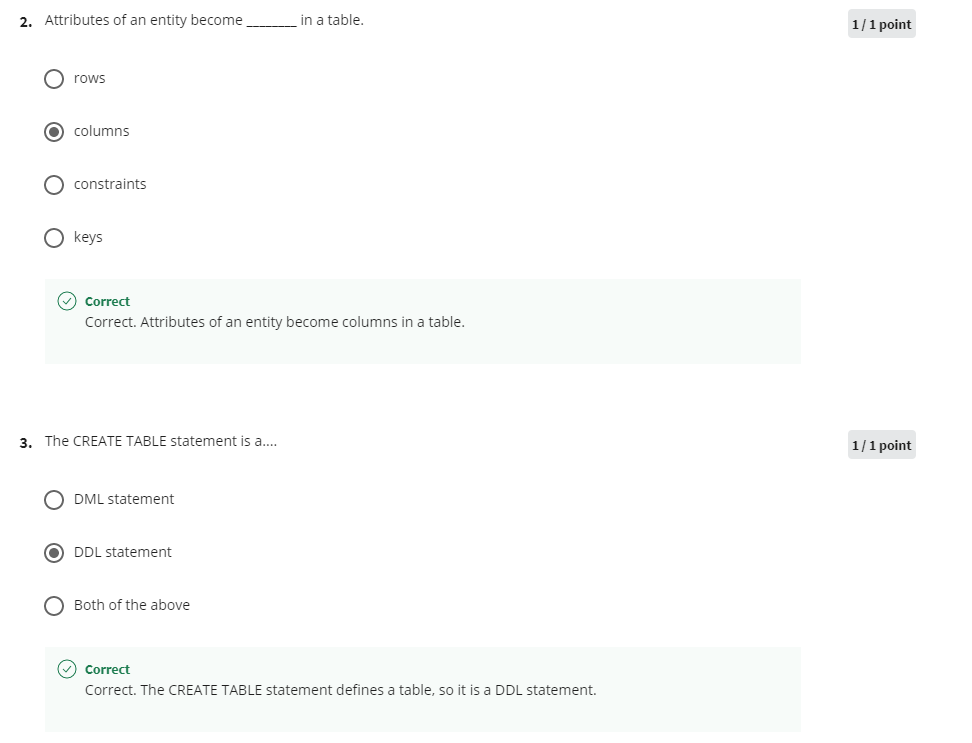 2. Attributes of an entity become ________ in a table.
1 / 1 point
rows
columns
constraints
keys
Correct
Correct. Attributes of an entity become columns in a table.
3. The CREATE TABLE statement is a....
1 / 1 point
DML statement
DDL statement
Both of the above
Correct
Correct. The CREATE TABLE statement defines a table, so it is a DDL statement.